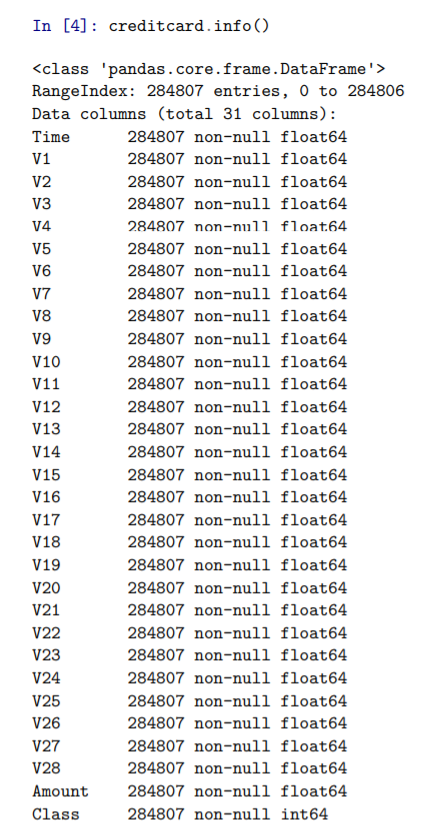 In [4]: creditcard.info()
<class 'pandas.core.frame.DataFrame'>
RangeIndex: 284807 entries, 0 to 284806
Data columns (total 31 columns):
Time 284807 non-null float64
V1 284807 non-null float64
V2 284807 non-null float64
V3 284807 non-null float64
V4 284807 non-null float64
V5 284807 non-null float64
V6 284807 non-null float64
V7 284807 non-null float64
V8 284807 non-null float64
V9 284807 non-null float64
V10 284807 non-null float64
V11 284807 non-null float64
V12 284807 non-null float64
V13 284807 non-null float64
V14 284807 non-null float64
V15 284807 non-null float64
V16 284807 non-null float64
V17 284807 non-null float64
V18 284807 non-null float64
V19 284807 non-null float64
V20 284807 non-null float64
V21 284807 non-null float64
V22 284807 non-null float64
V23 284807 non-null float64
V24 284807 non-null float64
V25 284807 non-null float64
V26 284807 non-null float64
V27 284807 non-null float64
V28 284807 non-null float64
Amount 284807 non-null float64
Class 284807 non-null int64